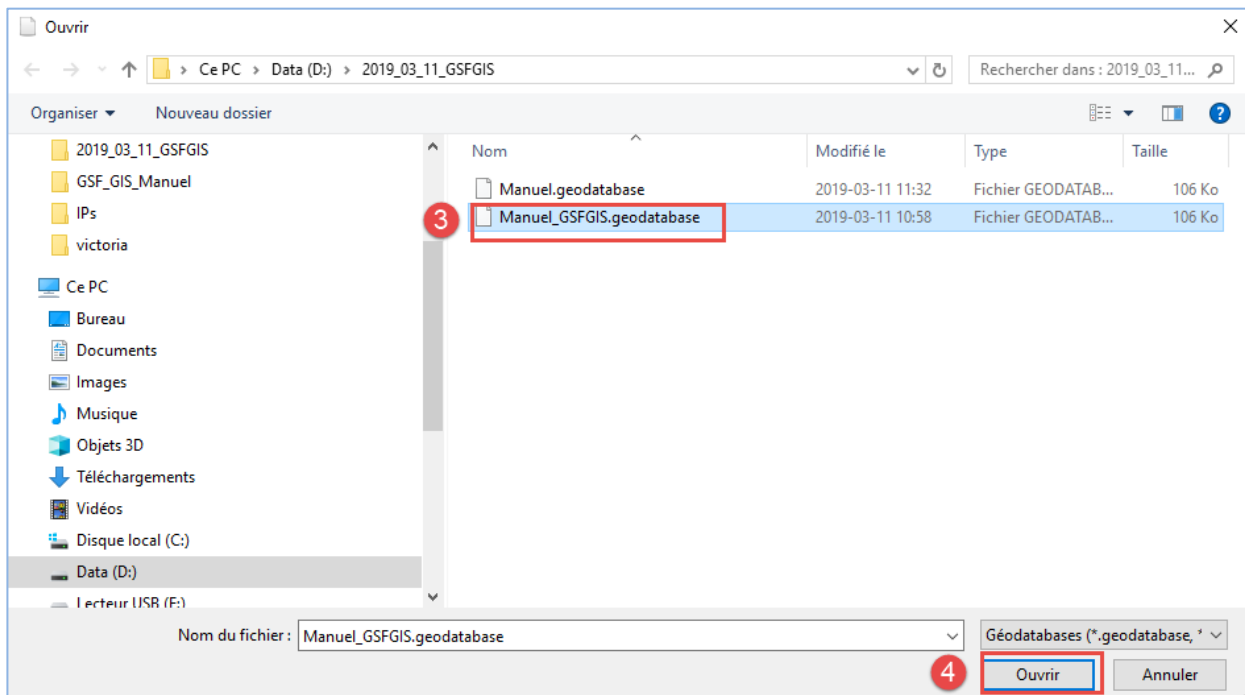 Ouvrir
Ce PC > Data (D:) > 2019_03_11_GSFGIS
Rechercher dans : 2019_03_11...
Organiser
Nouveau dossier
?
2019_03_11_GSFGIS
GSF_GIS_Manuel
IPs
victoria
Ce PC
Bureau
Documents
Images
Musique
Objets 3D
Téléchargements
Vidéos
Disque local (C:)
Data (D:)
Lecteur USB (F:)
Nom Modifié le Type Taille
Manuel.geodatabase 2019-03-11 11:32 Fichier GEODATAB... 106 Ko
3 Manuel_GSFGIS.geodatabase 2019-03-11 10:58 Fichier GEODATAB... 106 Ko
Nom du fichier : Manuel_GSFGIS.geodatabase
Géodatabases (*.geodatabase, *
4 Ouvrir Annuler